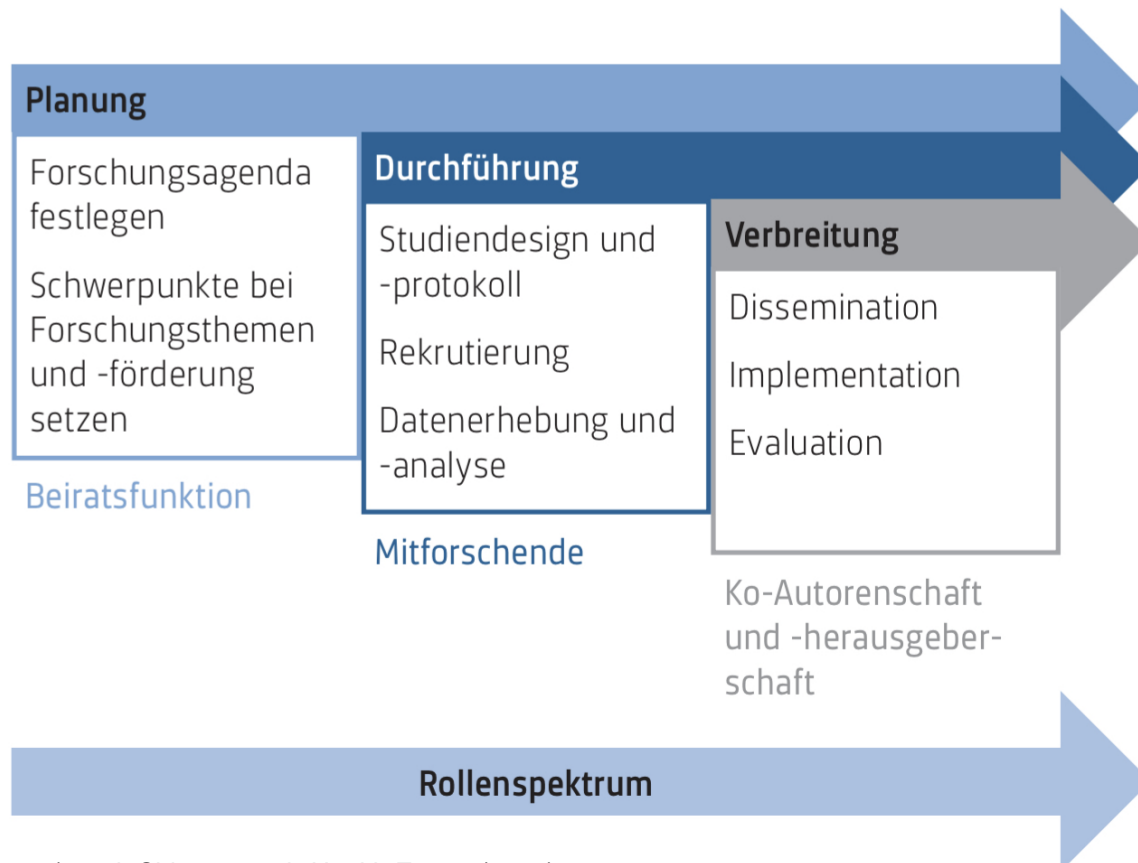 Planung
Forschungsagenda
festlegen
Schwerpunkte bei
Forschungsthemen
und -förderung
setzen
Beiratsfunktion
Durchführung
Studiendesign und
-protokoll
Rekrutierung
Datenerhebung und
-analyse
Mitforschende
Verbreitung
Dissemination
Implementation
Evaluation
Ko-Autorenschaft
und -herausgeber-
schaft
Rollenspektrum